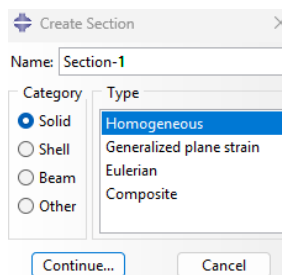 Create Section
Name: Section-1
Category
Type
Solid
Shell
Beam
Other
Homogeneous
Generalized plane strain
Eulerian
Composite
Continue...
Cancel